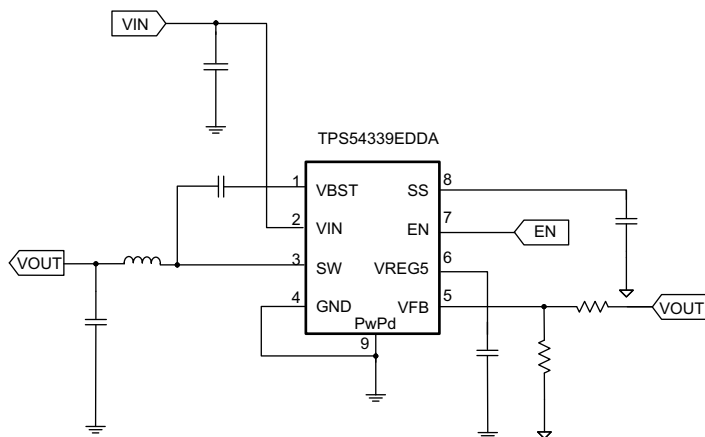 VIN
TPS54339EDDA
1 VBST SS 8
2 VIN EN 7 EN
VOUT 3 SW VREG5 6
4 GND VFB 5 VOUT
PwPd
9